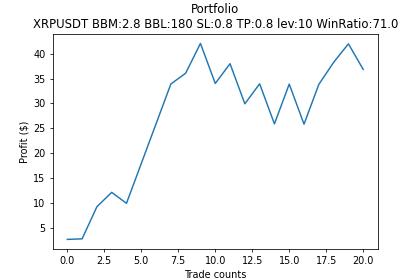 Portfolio
XRPUSDT BBM:2.8 BBL:180 SL:0.8 TP:0.8 lev:10 WinRatio:71.0
40
35
30
25
20
15
10
5
Profit ($)
0.0 2.5 5.0 7.5 10.0 12.5 15.0 17.5 20.0
Trade counts